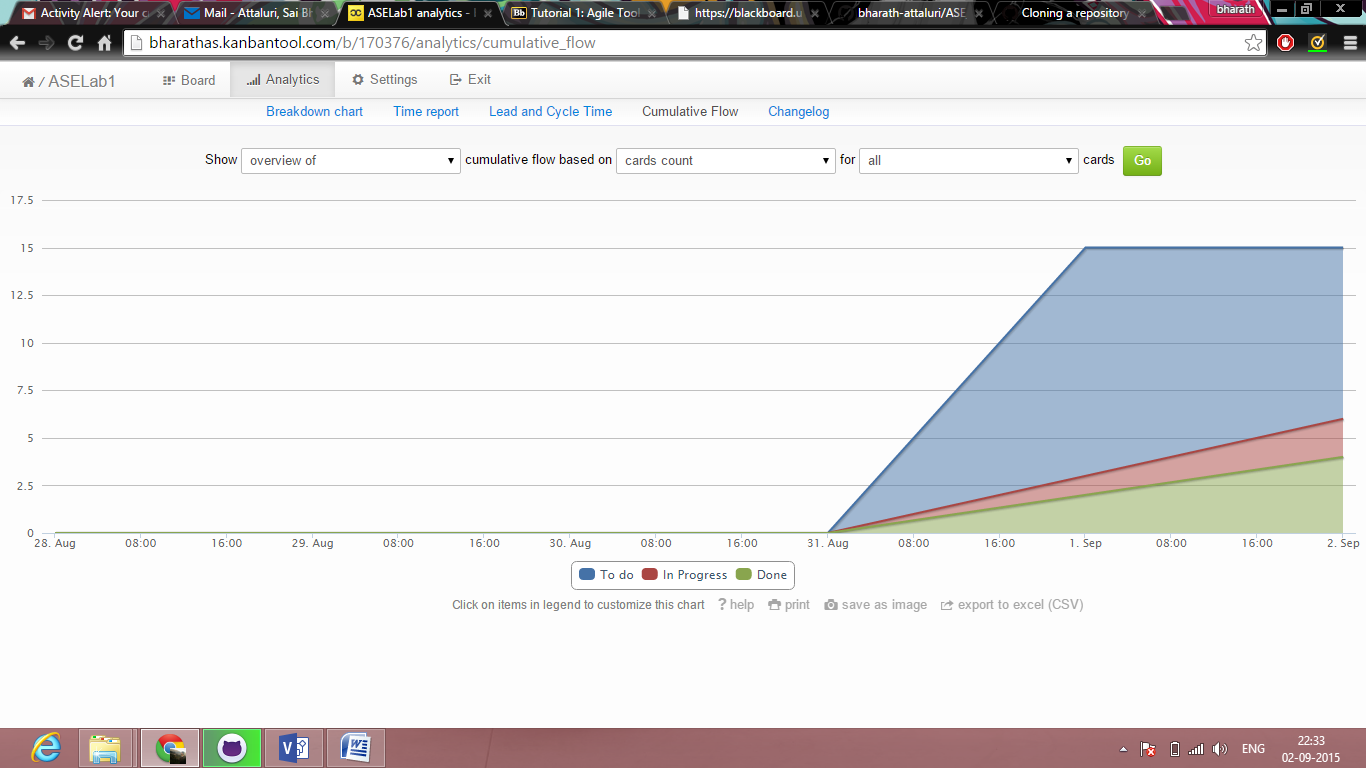 Activity Alert: Your c
Mail - Attaluri, Sai Bh
ASELab1 analytics -
Tutorial 1: Agile Tool
https://blackboard.u
bharath-attaluri/ASE
Cloning a repository
bharath
bharathas.kanbantool.com/b/170376/analytics/cumulative_flow
/ ASELab1 Board Analytics Settings Exit
Breakdown chart Time report Lead and Cycle Time Cumulative Flow Changelog
Show overview of cumulative flow based on cards count for all cards Go
17.5
15
12.5
10
7.5
5
2.5
0
28. Aug 08:00 16:00 29. Aug 08:00 16:00 30. Aug 08:00 16:00 31. Aug 08:00 16:00 1. Sep 08:00 16:00 2. Sep
To do In Progress Done
Click on items in legend to customize this chart ? help print save as image export to excel (CSV)
ENG
22:33
02-09-2015